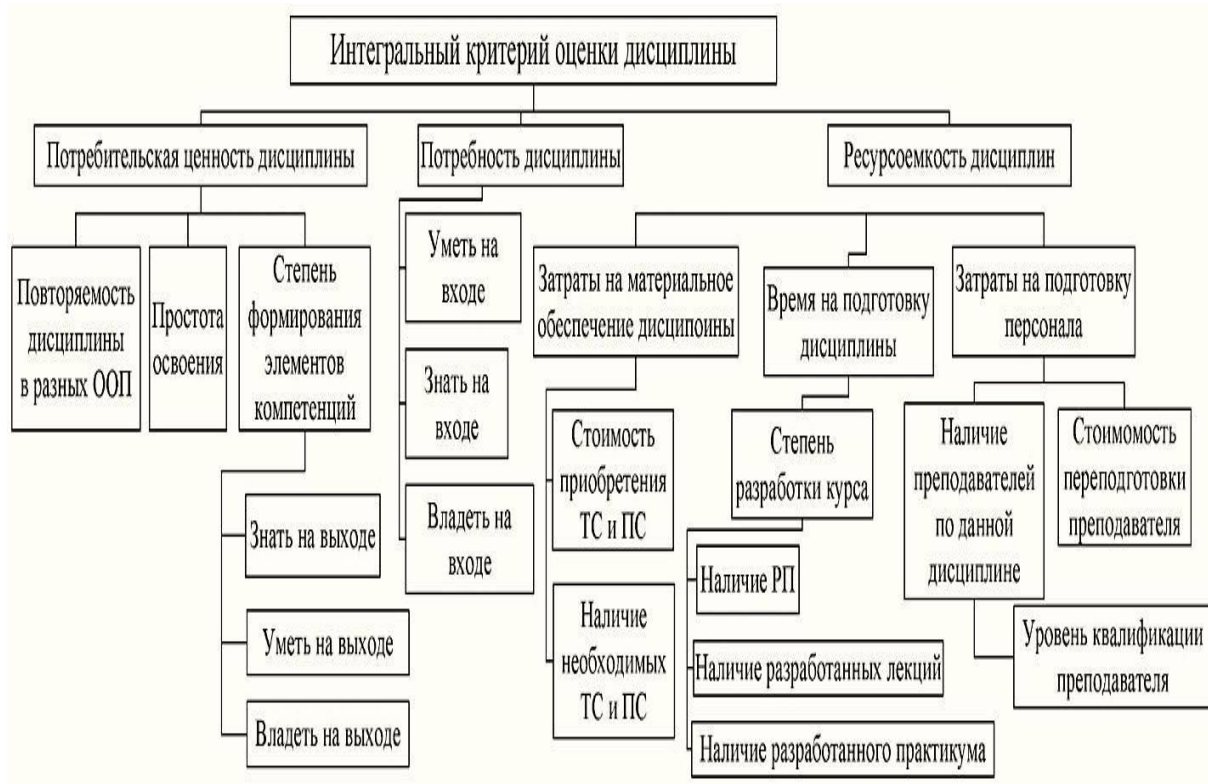 Интегральный критерий оценки дисциплины
Потребительская ценность дисциплины
Потребность дисциплины
Ресурсоемкость дисциплин
Повторяемость
дисциплины
в разных ООП
Простота
освоения
Степень
формирования
элементов
компетенций
Знать на выходе
Уметь на выходе
Владеть на выходе
Уметь на
входе
Знать на
входе
Владеть на
входе
Затраты на материальное
обеспечение дисципоины
Стоимость
приобретения
ТС и ПС
Наличие
необходимых
ТС и ПС
Время на подготовку
дисциплины
Степень
разработки курса
Наличие РП
Наличие разработанных лекций
Наличие разработанного практикума
Затраты на подготовку
персонала
Наличие
преподавателей
по данной
дисциплине
Стоимомость
переподготовки
преподавателя
Уровень квалификации
преподавателя